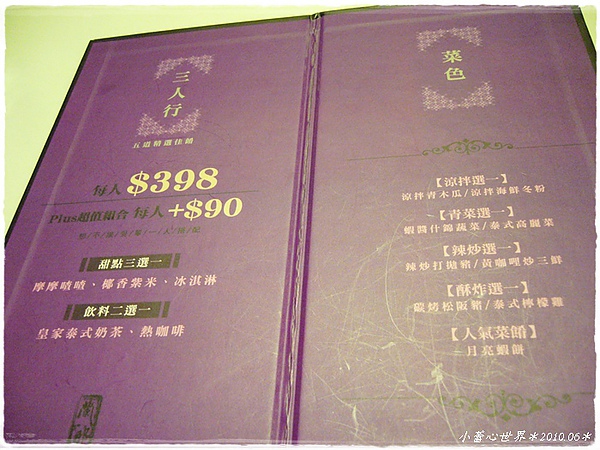 三人行
五道精選佳餚
每人 $398
Plus超值組合 每人 +$90
甜點三選一
摩摩喳喳、椰香紫米、冰淇淋
飲料二選一
皇家泰式奶茶、熱咖啡
菜色
【涼拌選一】
涼拌青木瓜/涼拌海鮮冬粉
【青菜選一】
蝦醬什錦蔬菜/泰式高麗菜
【辣炒選一】
辣炒打拋豬/黃咖哩炒三鮮
【酥炸選一】
碳烤松阪豬/泰式檸檬雞
【人氣菜餚】
月亮蝦餅
小蓄心世界＊2010.06＊